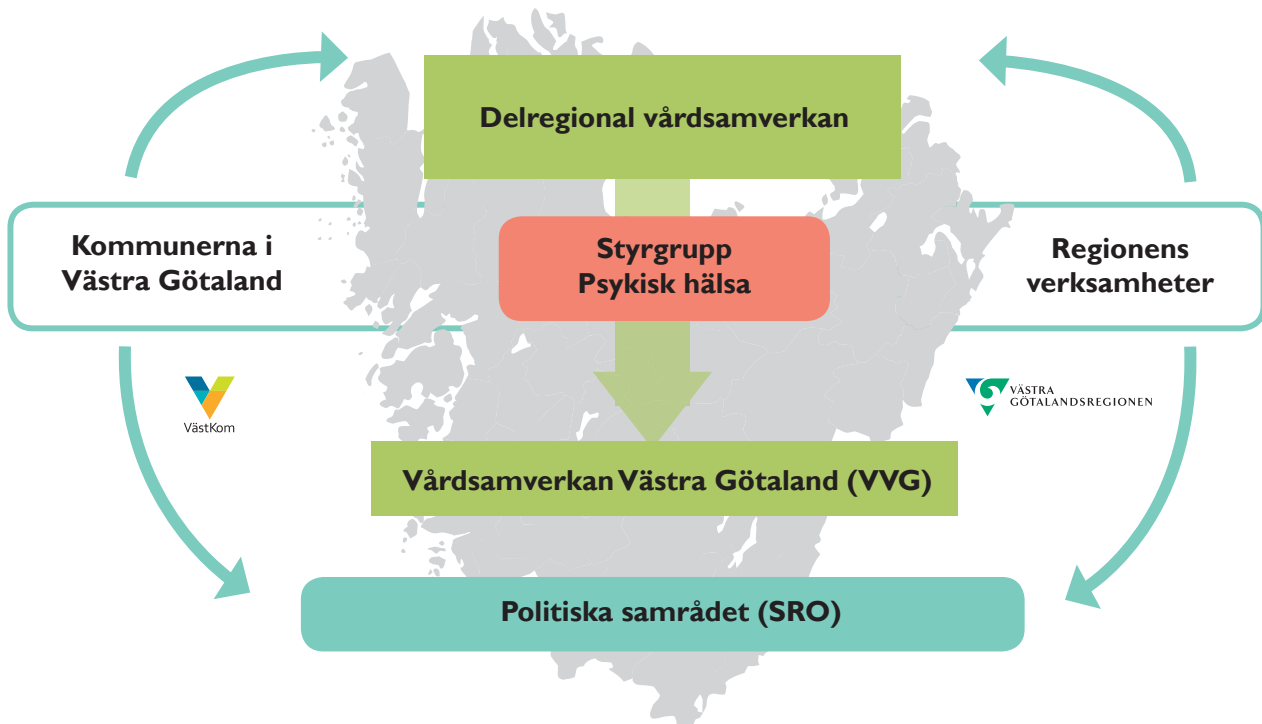 Delregional vårdsamverkan
Kommunerna i
Västra Götaland
Styrgrupp
Psykisk hälsa
Regionens
verksamheter
VästKom
VÄSTRA
GÖTALANDSREGIONEN
Vårdsamverkan Västra Götaland (VVG)
Politiska samrådet (SRO)